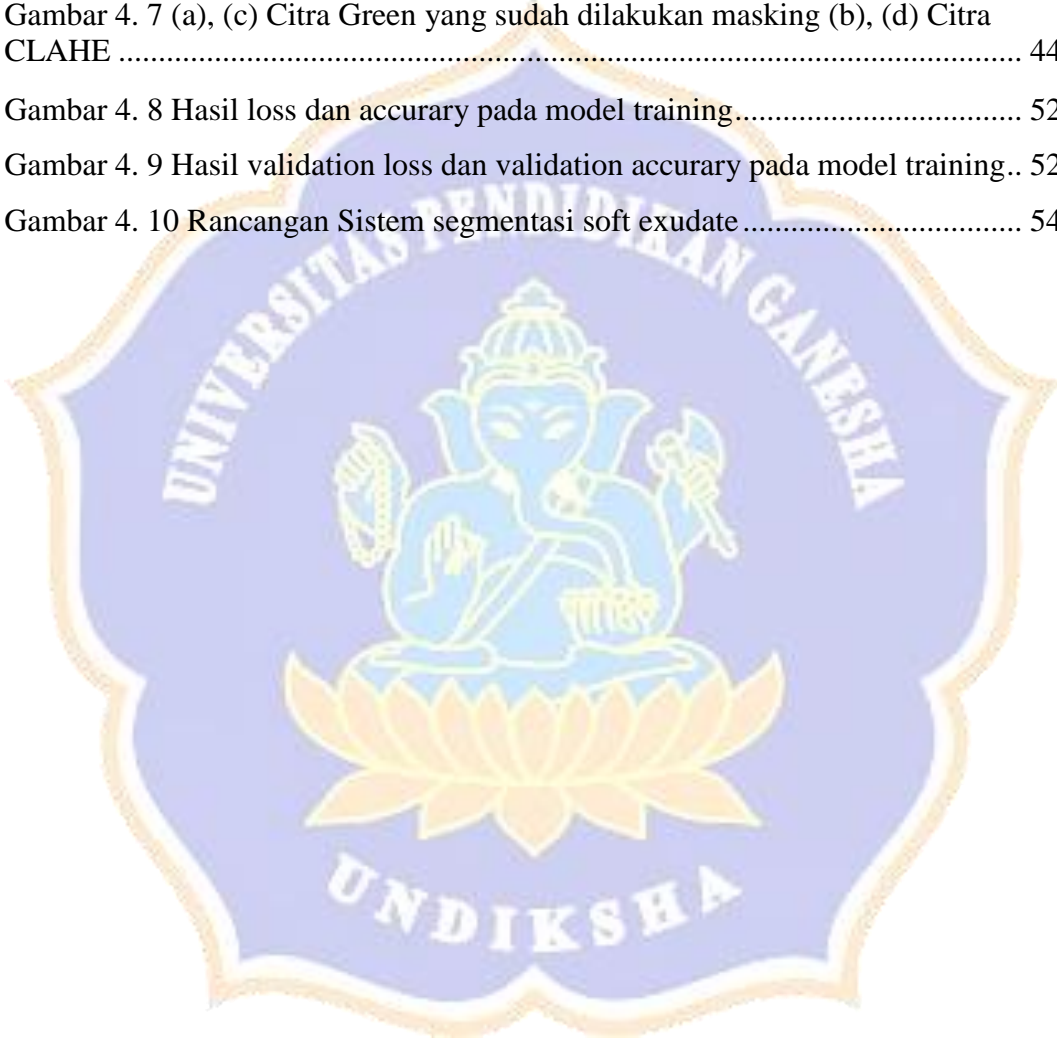 Gambar 4. 7 (a), (c) Citra Green yang sudah dilakukan masking (b), (d) Citra
CLAHE ................................................................................................................. 44
Gambar 4. 8 Hasil loss dan accurary pada model training.................................... 52
Gambar 4. 9 Hasil validation loss dan validation accurary pada model training.. 52
Gambar 4. 10 Rancangan Sistem segmentasi soft exudate ................................... 54
UNIVERSITAS PENDIDIKAN GANESHA
UNDIKSHA